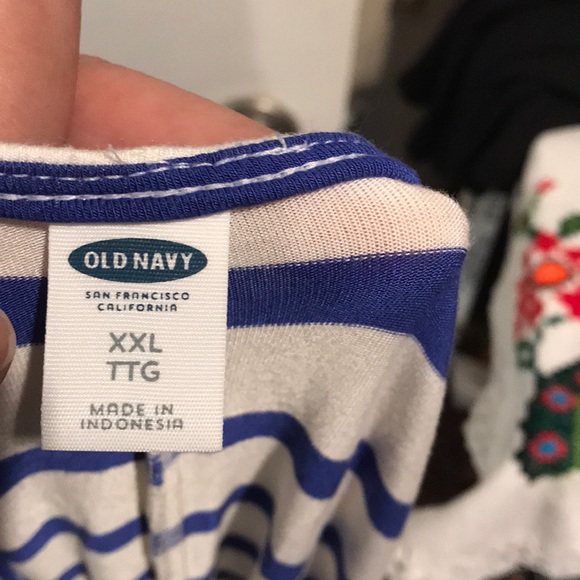 OLD NAVY
SAN FRANCISCO
CALIFORNIA
XXL
TTG
MADE IN
INDONESIA